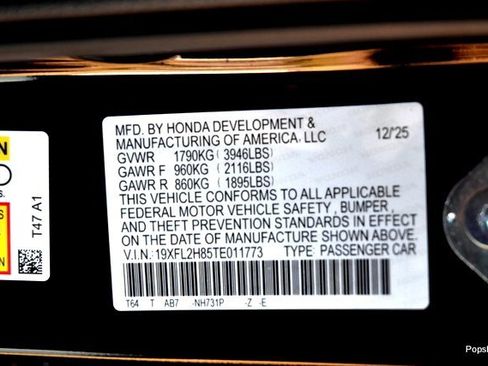 MFD. BY HONDA DEVELOPMENT &
MANUFACTURING OF AMERICA, LLC 12/25
GVWR 1790KG (3946LBS)
GAWR F 960KG (2116LBS)
GAWR R 860KG (1895LBS)
THIS VEHICLE CONFORMS TO ALL APPLICABLE
FEDERAL MOTOR VEHICLE SAFETY, BUMPER,
AND THEFT PREVENTION STANDARDS IN EFFECT
ON THE DATE OF MANUFACTURE SHOWN ABOVE.
V.I.N.: 19XFL2H85TE011773 TYPE: PASSENGER CAR
T64 T AB7 -NH731P -Z -E
T47 A1